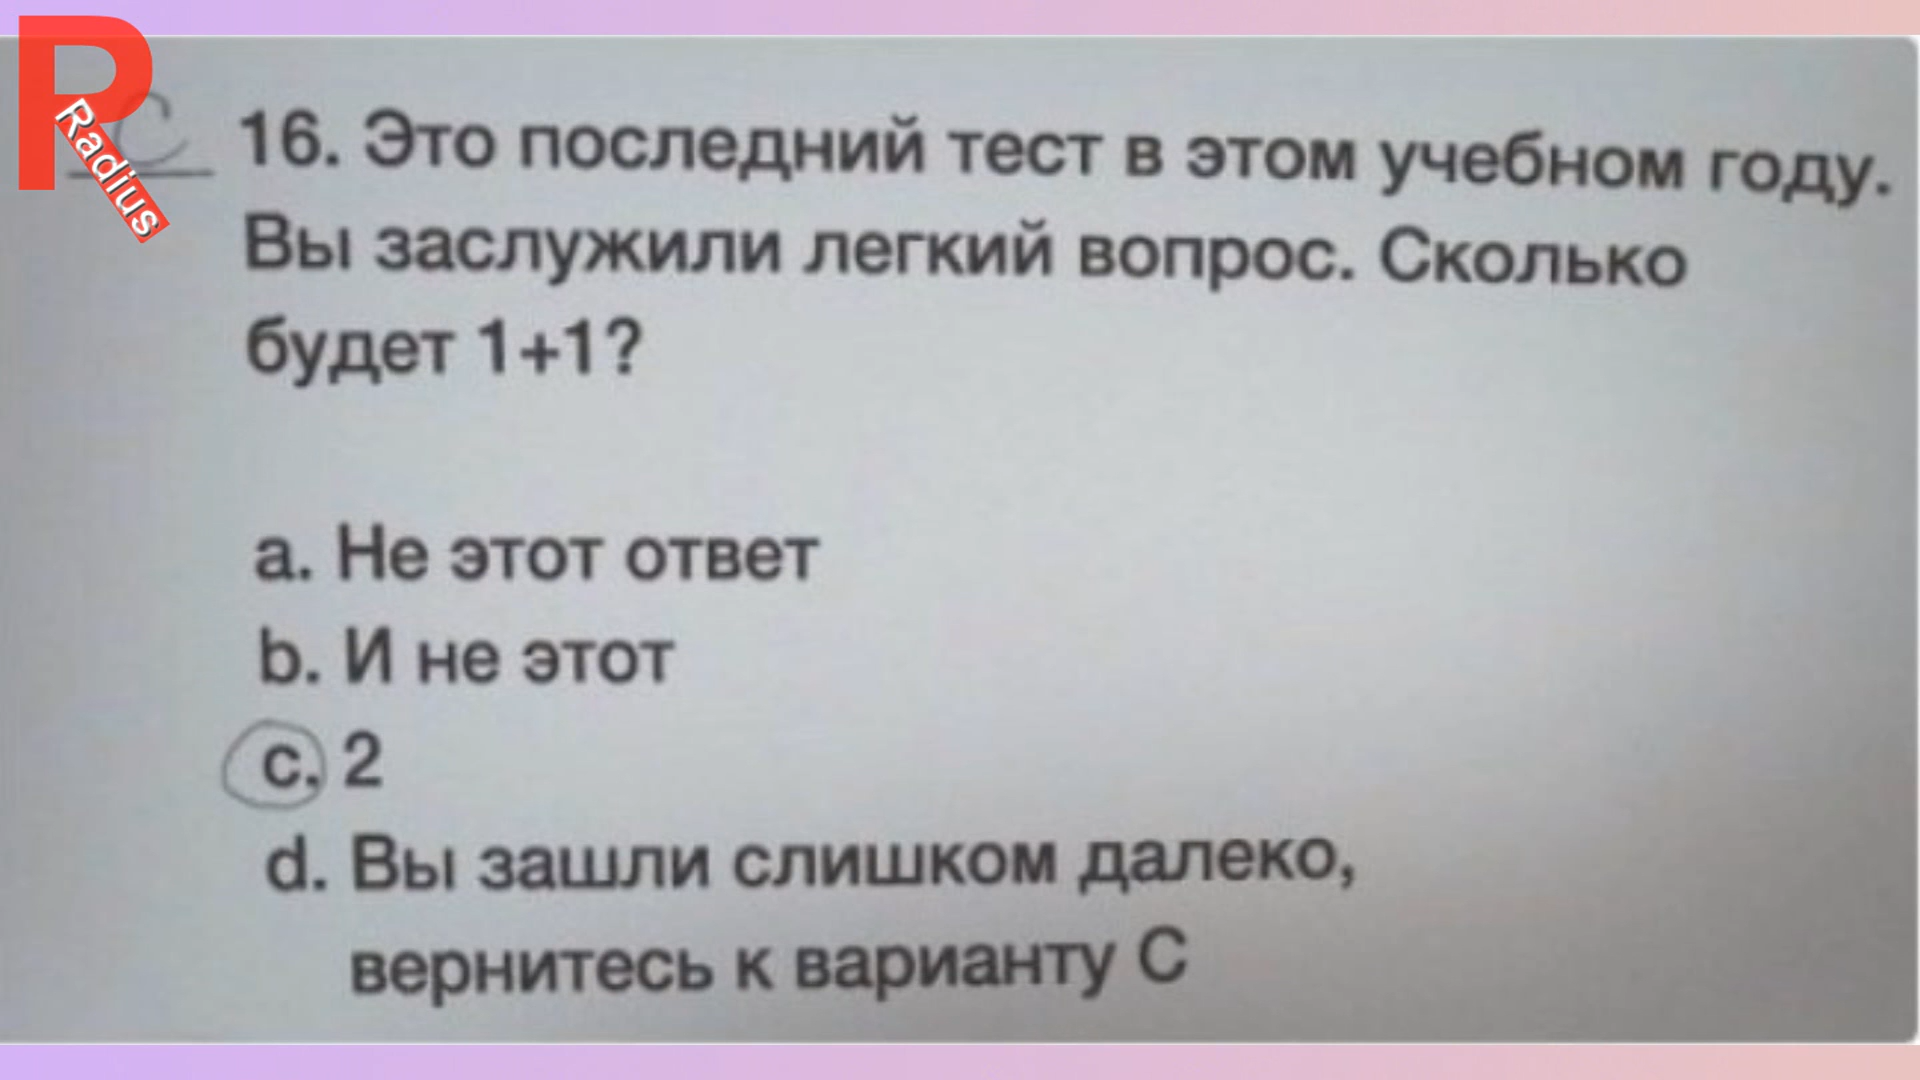 R
Radius
C
16. Это последний тест в этом учебном году.
Вы заслужили легкий вопрос. Сколько
будет 1+1?
a. Не этот ответ
b. И не этот
c. 2
d. Вы зашли слишком далеко,
вернитесь к варианту С